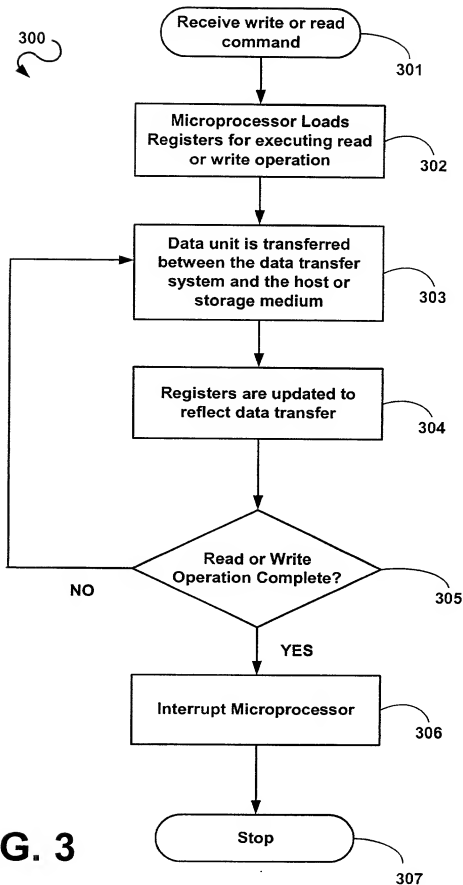 300
Receive write or read
command
301
Microprocessor Loads
Registers for executing read
or write operation
302
Data unit is transferred
between the data transfer
system and the host or
storage medium
303
Registers are updated to
reflect data transfer
304
Read or Write
Operation Complete?
305
NO
YES
Interrupt Microprocessor
306
Stop
307
G. 3